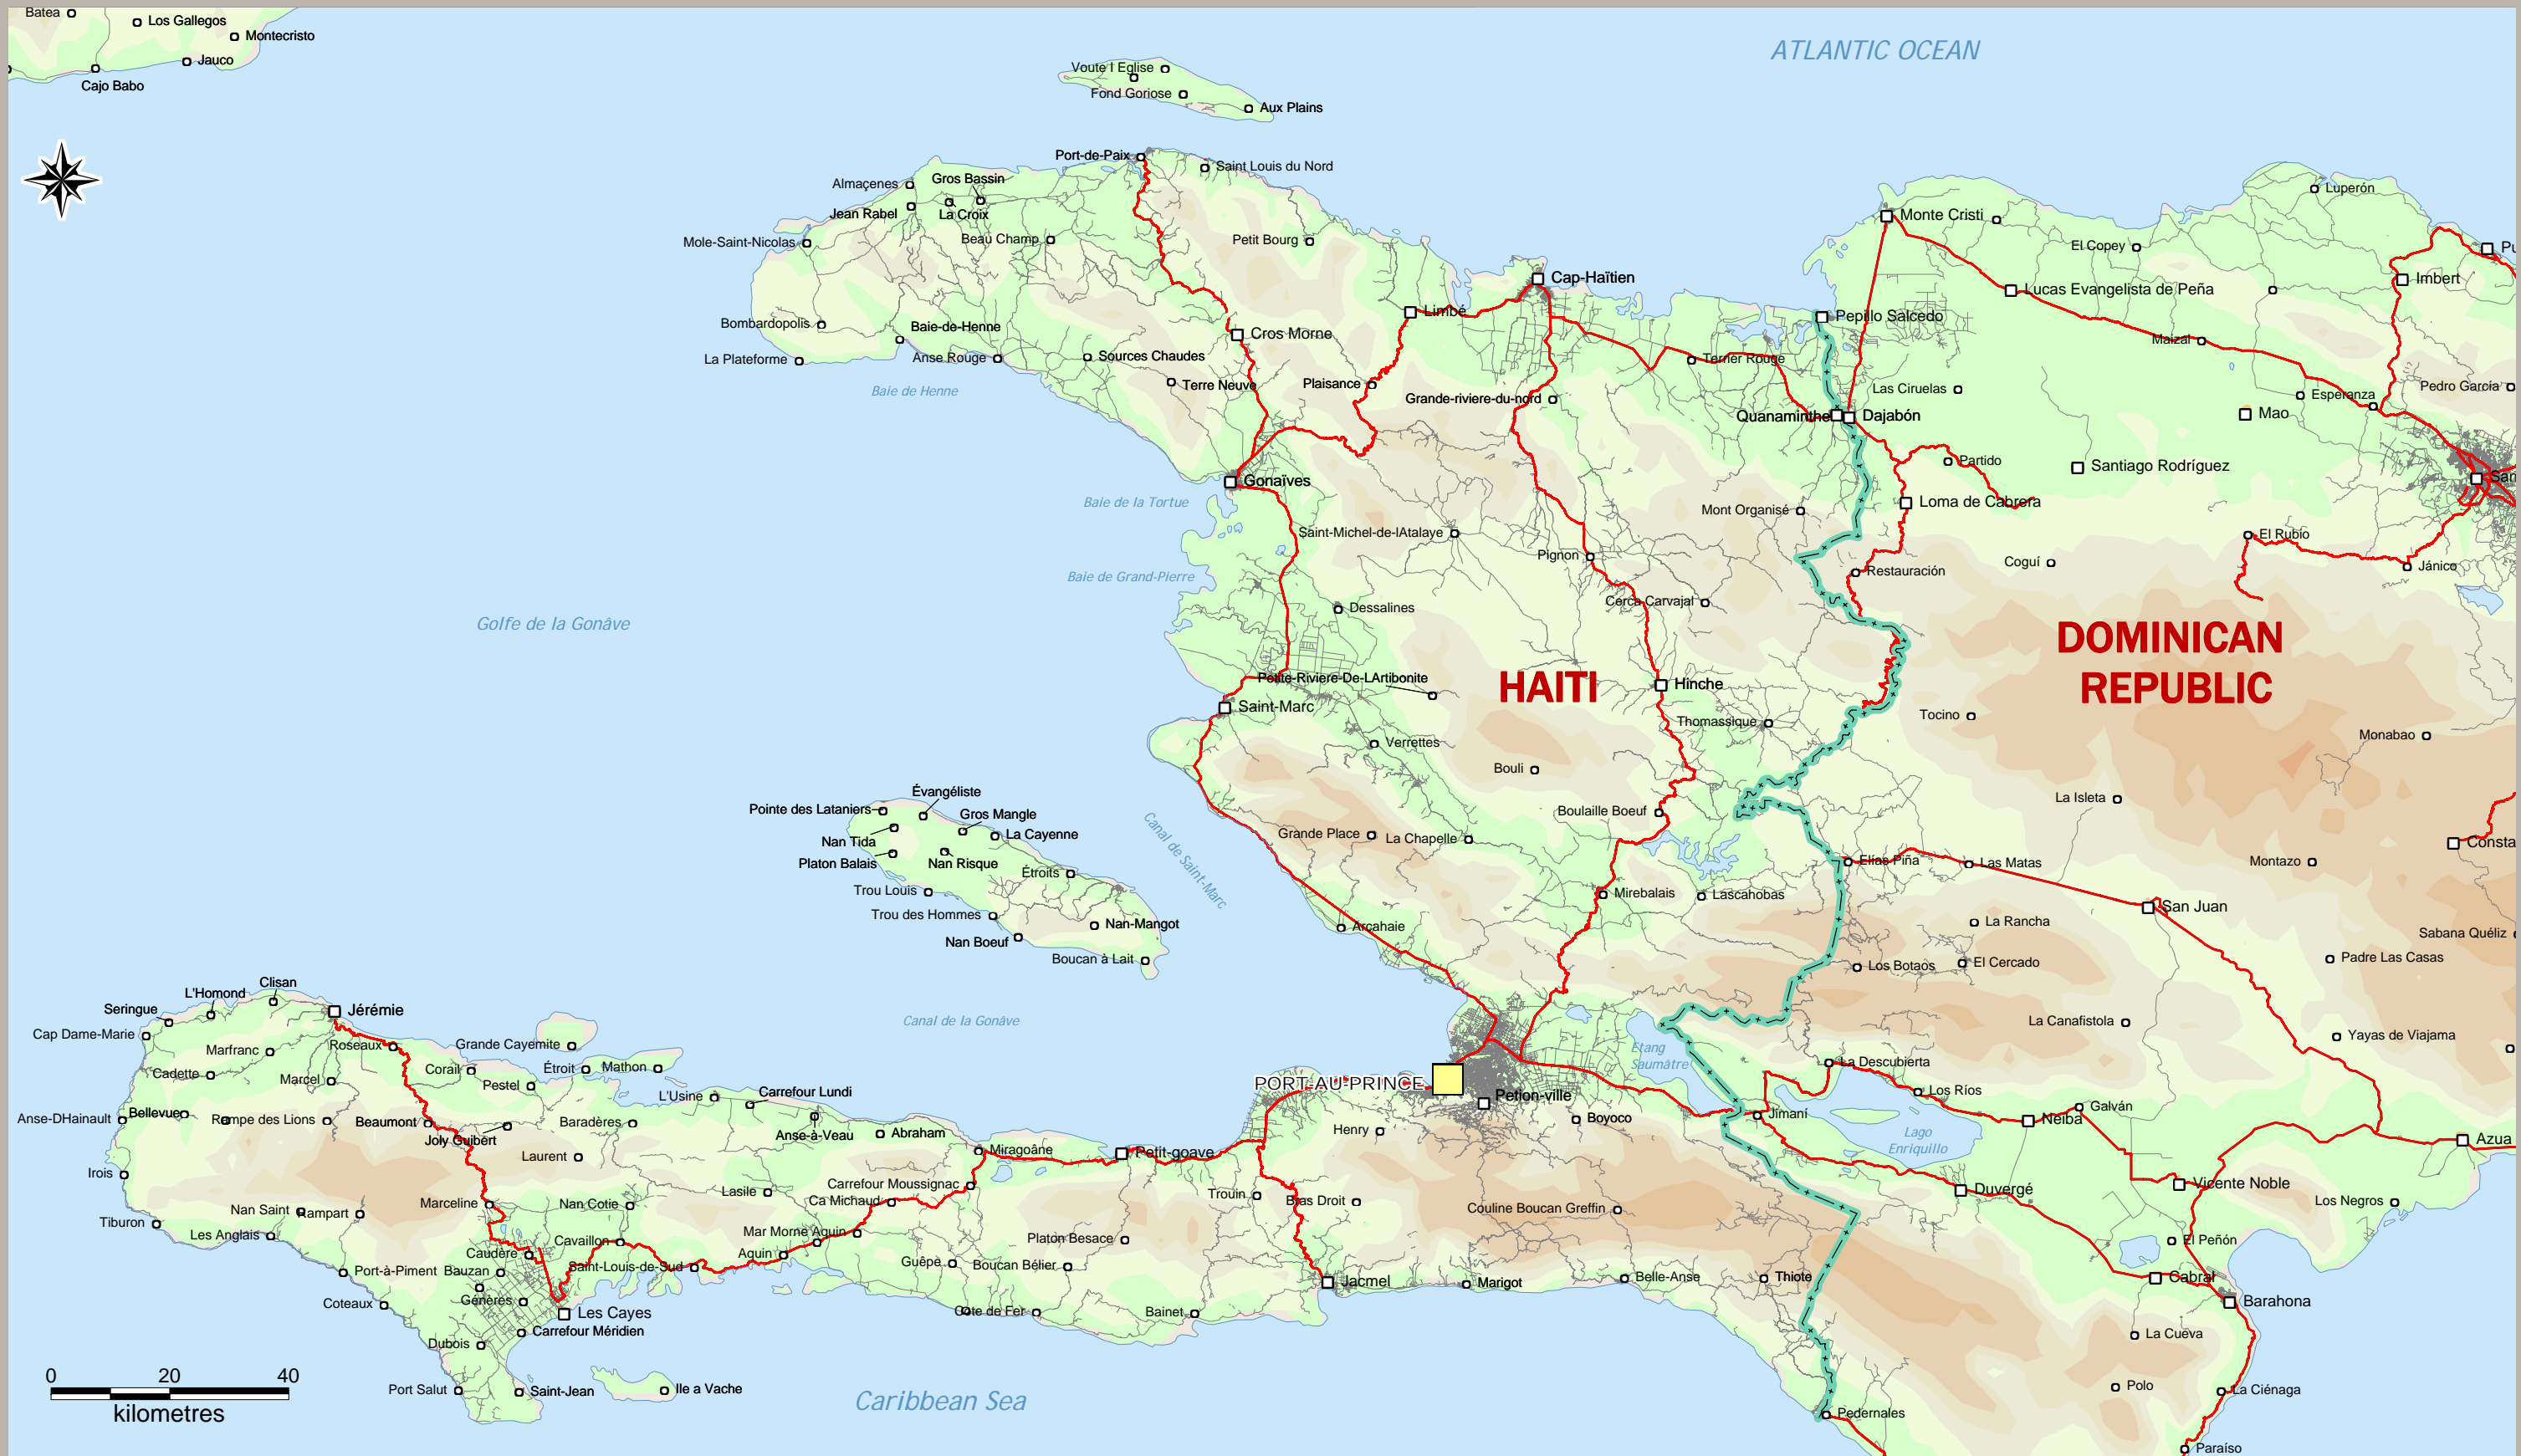 Batea
Los Gallegos
Montecristo
Jauco
Cajo Babo
ATLANTIC OCEAN
Voute l Eglise
Fond Goriose
Aux Plains
Port-de-Paix
Saint Louis du Nord
Almaçenes
Gros Bassin
Jean Rabel
La Croix
Beau Champ
Mole-Saint-Nicolas
Petit Bourg
Bombardopolis
Baie-de-Henne
La Plateforme
Anse Rouge
Sources Chaudes
Terre Neuve
Baie de Henne
Cros Morne
Limbé
Cap-Haïtien
Plaisance
Grande-riviere-du-nord
Terrier Rouge
Quanaminthe
Luperón
Monte Cristi
El Copey
Pu
Imbert
Lucas Evangelista de Peña
Pepillo Salcedo
Maizal
Las Ciruelas
Pedro García
Esperanza
Mao
Dajabón
Partido
Santiago Rodríguez
San
Loma de Cabrera
Gonaïves
Baie de la Tortue
Mont Organisé
Saint-Michel-de-lAtalaye
Pignon
El Rubio
Jánico
Coguí
Restauración
Baie de Grand-Pierre
Cerca Carvajal
Dessalines
Golfe de la Gonâve
DOMINICAN
REPUBLIC
HAITI
Petite-Riviere-De-LArtibonite
Hinche
Saint-Marc
Thomassique
Tocino
Monabao
Verrettes
Bouli
La Isleta
Évangéliste
Pointe des Lataniers
Gros Mangle
La Cayenne
Nan Tida
Platon Balais
Nan Risque
Étroits
Trou Louis
Trou des Hommes
Nan-Mangot
Nan Boeuf
Boucan à Lait
Canal de Saint-Marc
Boulaille Boeuf
Grande Place
La Chapelle
Consta
Elías Piña
Las Matas
Montazo
Mirebalais
Lascahobas
San Juan
La Rancha
Arcahaie
Sabana Quéliz
Padre Las Casas
Los Botaos
El Cercado
Clisan
L'Homond
Seringue
Jérémie
Cap Dame-Marie
Canal de la Gonâve
La Canafistola
Yayas de Viajama
Roseaux
Grande Cayemite
Marfranc
Etang
Saumâtre
La Descubierta
Cadette
Marcel
Corail
Étroit
Mathon
Pestel
PORT-AU-PRINCE
Petion-ville
Los Ríos
L'Usine
Carrefour Lundi
Galván
Neiba
Jimaní
Anse-DHainault
Bellevue
Rampe des Lions
Beaumont
Joly Guibert
Baradères
Anse-à-Veau
Abraham
Henry
Boyoco
Lago
Enriquillo
Azua
Miragoâne
Petit-goave
Laurent
Irois
Carrefour Moussignac
Duvergé
Vicente Noble
Lasile
Ca Michaud
Trouin
Bras Droit
Los Negros
Marceline
Nan Cotie
Nan Saint
Rampart
Couline Boucan Greffin
Tiburon
Les Anglais
Mar Morne Aquin
Platon Besace
El Peñón
Cavaillon
Caudère
Aquin
Guêpe
Boucan Bélier
Saint-Louis-de-Sud
Port-à-Piment
Bauzan
Jacmel
Marigot
Belle-Anse
Thiote
Cabral
Coteaux
Génères
Les Cayes
Cote de Fer
Bainet
Barahona
Carrefour Méridien
Dubois
La Cueva
0 20 40
kilometres
Port Salut
Saint-Jean
Ile a Vache
Caribbean Sea
Polo
La Ciénaga
Pedernales
Paraíso